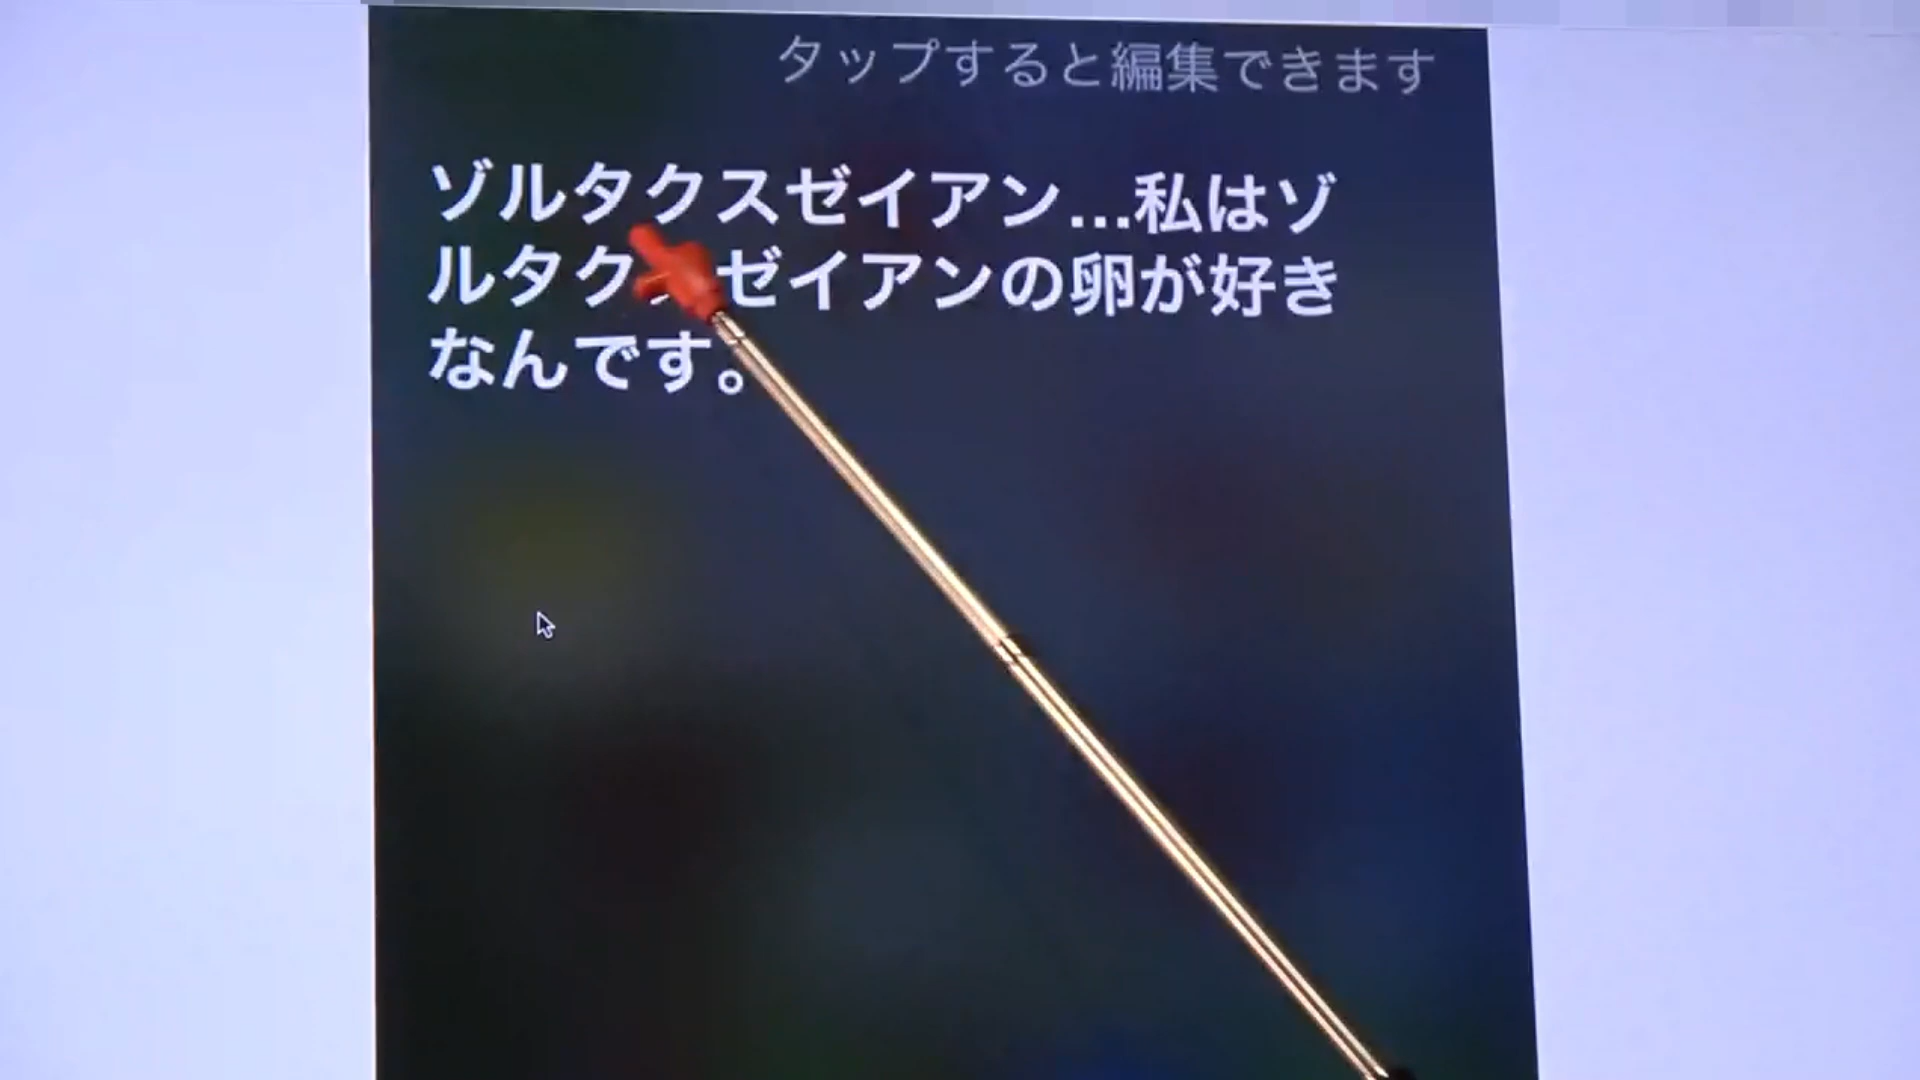 タップすると編集できます
ゾルタクスゼイアン…私はゾ
ルタクスゼイアンの卵が好き
なんです。